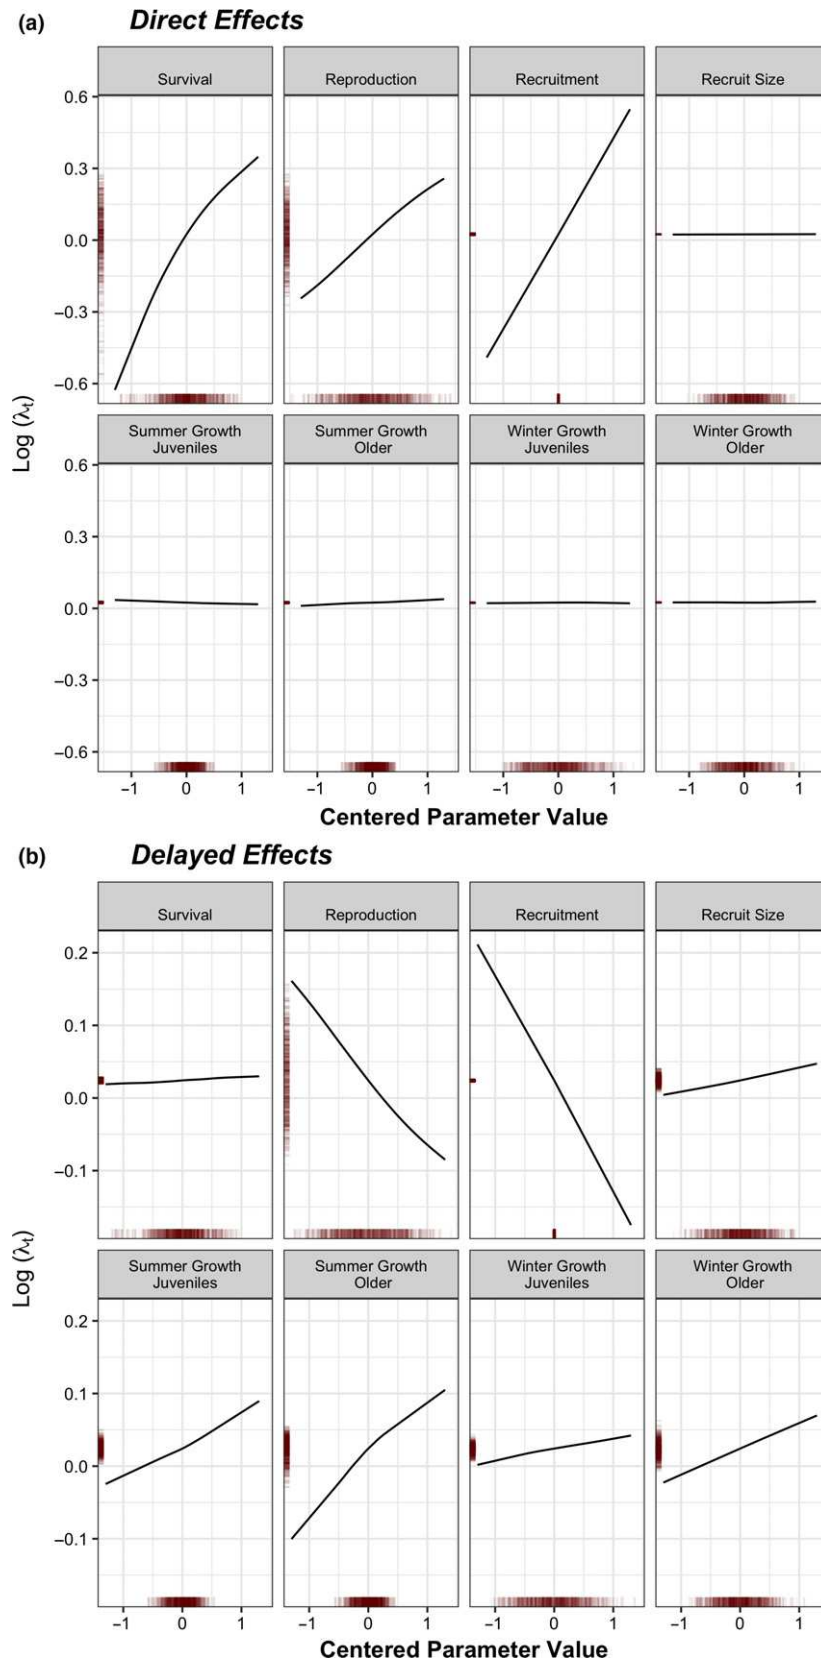 (a) Direct Effects
Survival Reproduction Recruitment Recruit Size
0.6
0.3
0.0
−0.3
−0.6
Log (λt)
Summer Growth Juveniles Summer Growth Older Winter Growth Juveniles Winter Growth Older
0.6
0.3
0.0
−0.3
−0.6
−1 0 1 −1 0 1 −1 0 1 −1 0 1
Centered Parameter Value
(b) Delayed Effects
Survival Reproduction Recruitment Recruit Size
0.2
0.1
0.0
−0.1
Log (λt)
Summer Growth Juveniles Summer Growth Older Winter Growth Juveniles Winter Growth Older
0.2
0.1
0.0
−0.1
−1 0 1 −1 0 1 −1 0 1 −1 0 1
Centered Parameter Value